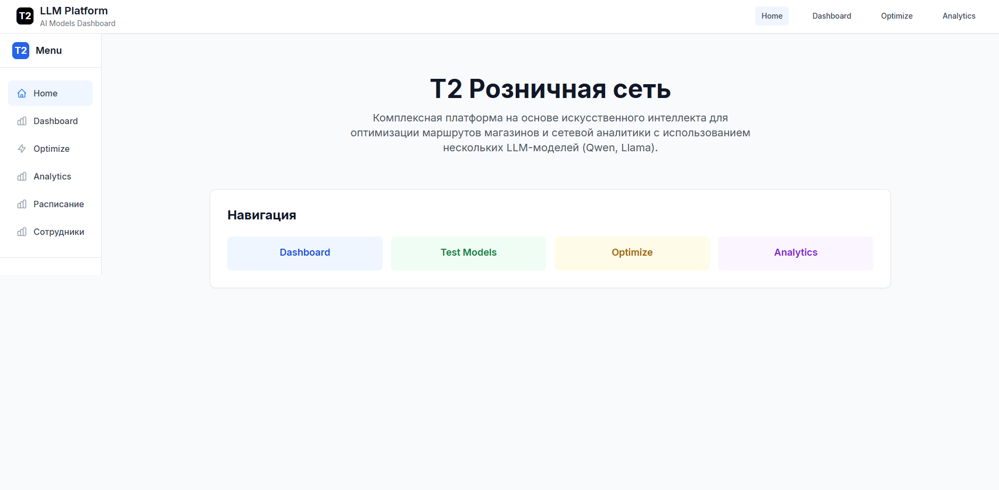 T2
LLM Platform
AI Models Dashboard
Home
Dashboard
Optimize
Analytics
T2
Menu
Home
Dashboard
Optimize
Analytics
Расписание
Сотрудники
T2 Розничная сеть
Комплексная платформа на основе искусственного интеллекта для
оптимизации маршрутов магазинов и сетевой аналитики с использованием
нескольких LLM-моделей (Qwen, Llama).
Навигация
Dashboard
Test Models
Optimize
Analytics